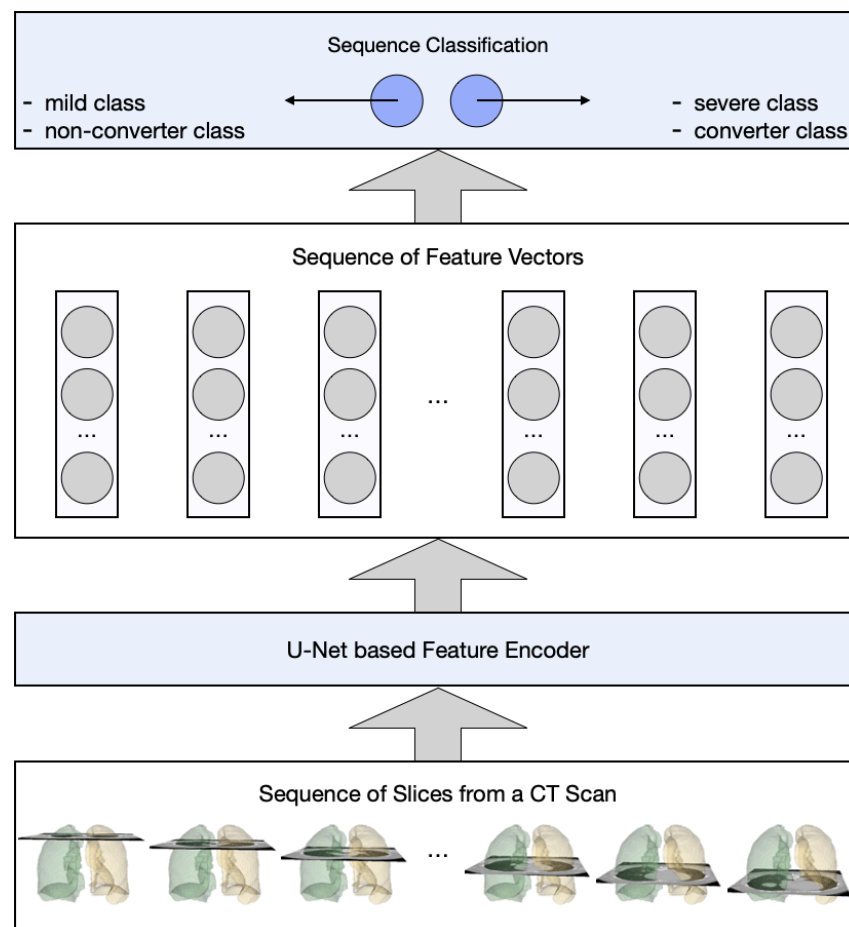 Sequence Classification
- mild class
- non-converter class
- severe class
- converter class
Sequence of Feature Vectors
...
... ... ... ... ... ...
U-Net based Feature Encoder
Sequence of Slices from a CT Scan
...